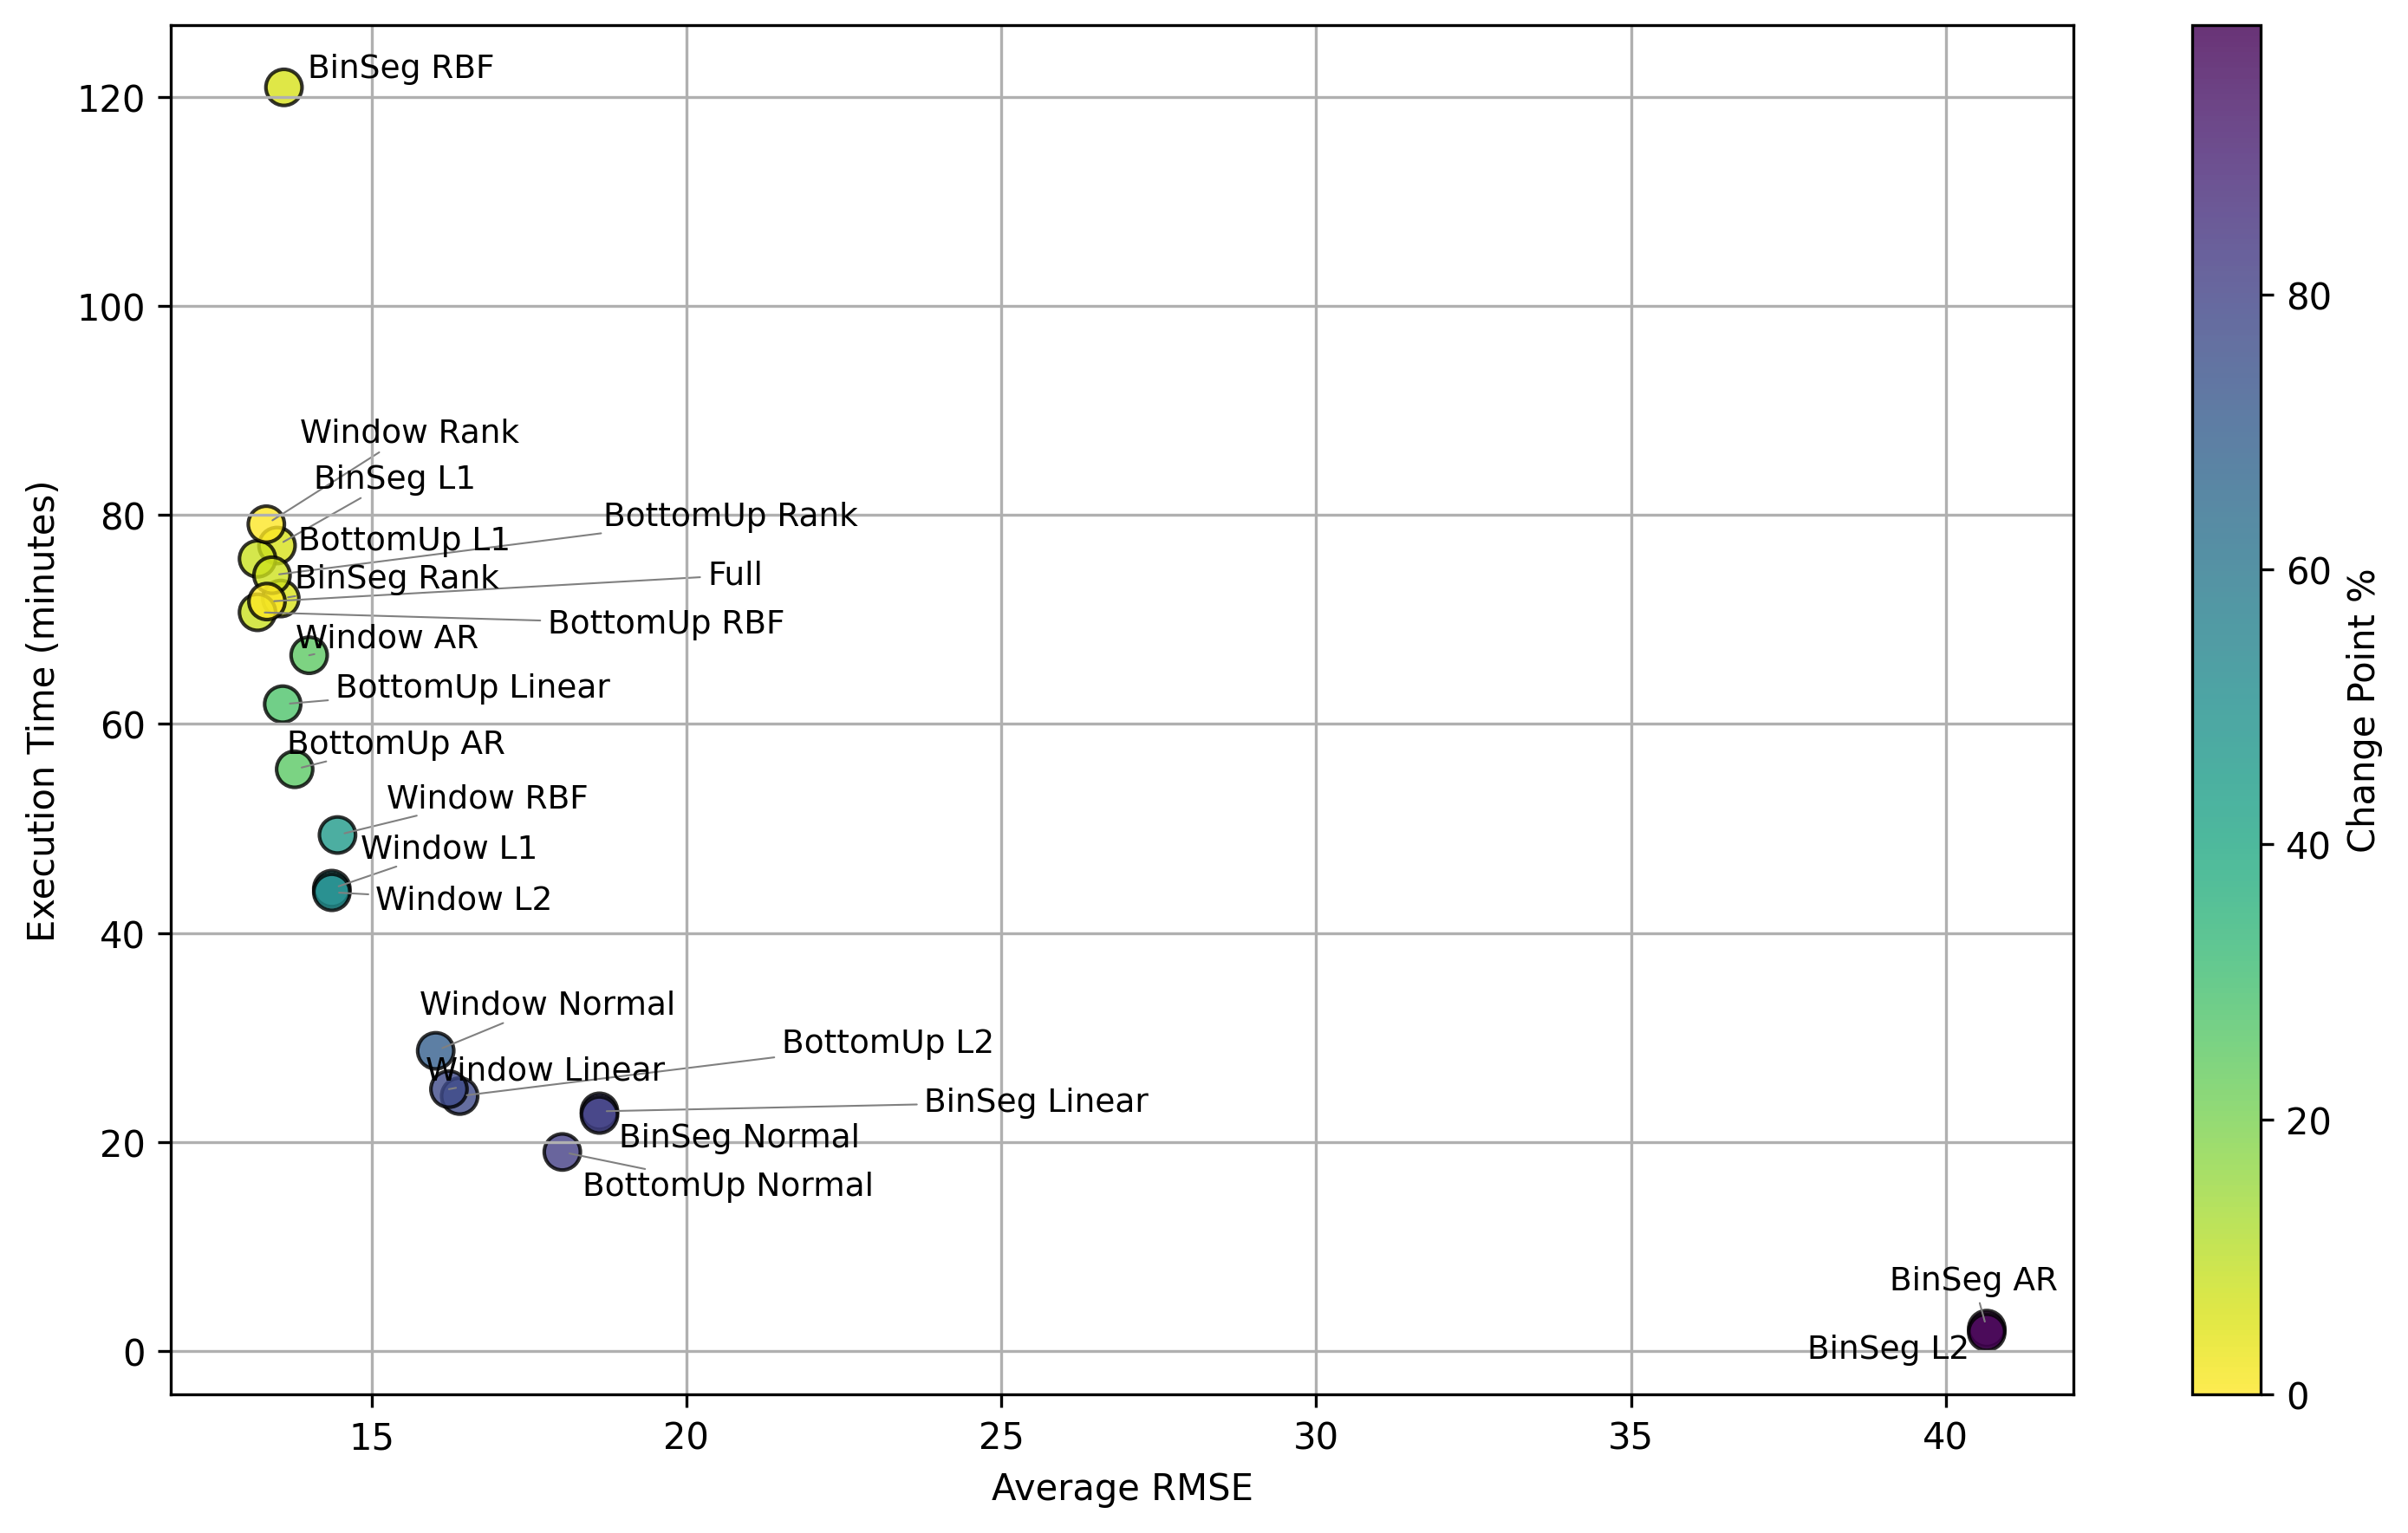 BinSeg RBF
Window Rank
BinSeg L1
BottomUp Rank
BottomUp L1
Full
BinSeg Rank
BottomUp RBF
Window AR
BottomUp Linear
BottomUp AR
Window RBF
Window L1
Window L2
Window Normal
BottomUp L2
Window Linear
BinSeg Linear
BinSeg Normal
BottomUp Normal
BinSeg AR
BinSeg L2
120
100
80
60
40
20
0
Execution Time (minutes)
15
20
25
30
35
40
Average RMSE
80
60
40
20
0
Change Point %